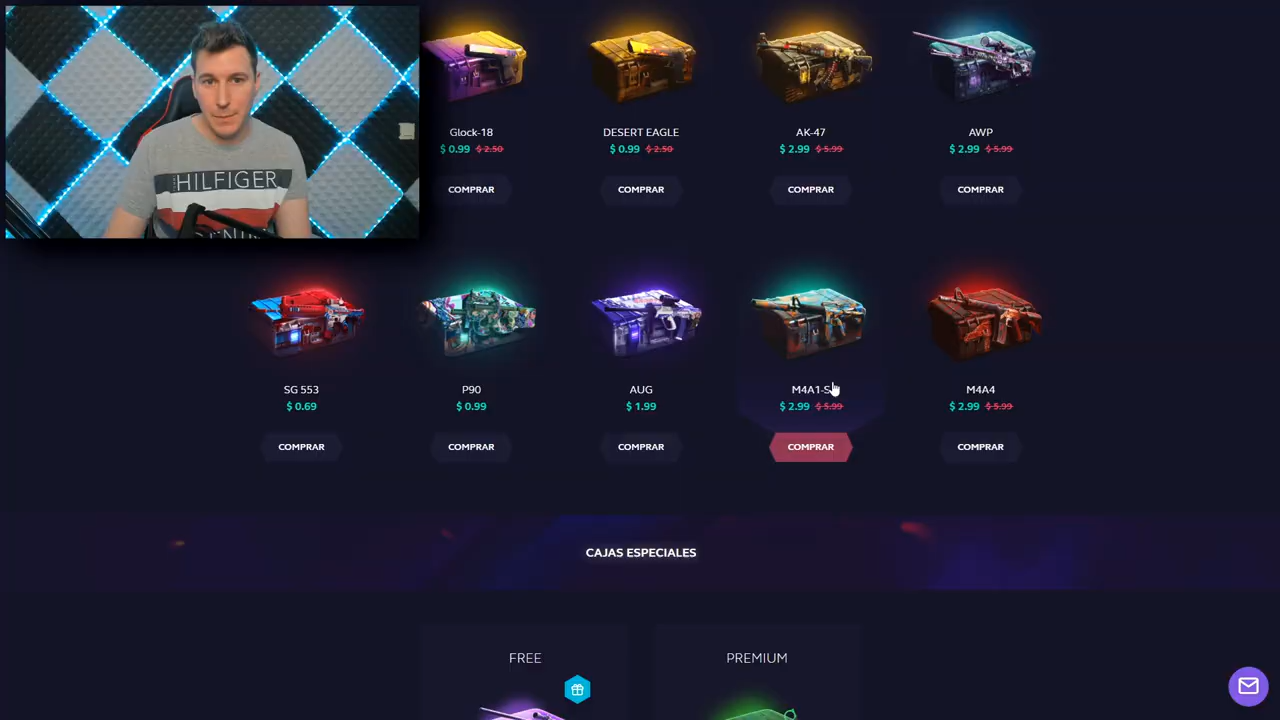 Glock-18
$ 0.99 $ 2.50
COMPRAR
DESERT EAGLE
$ 0.99 $ 2.50
COMPRAR
AK-47
$ 2.99 $ 5.99
COMPRAR
AWP
$ 2.99 $ 5.99
COMPRAR
HILFIGER
SG 553
$ 0.69
COMPRAR
P90
$ 0.99
COMPRAR
AUG
$ 1.99
COMPRAR
M4A1-S
$ 2.99 $ 5.99
COMPRAR
M4A4
$ 2.99 $ 5.99
COMPRAR
CAJAS ESPECIALES
FREE
PREMIUM